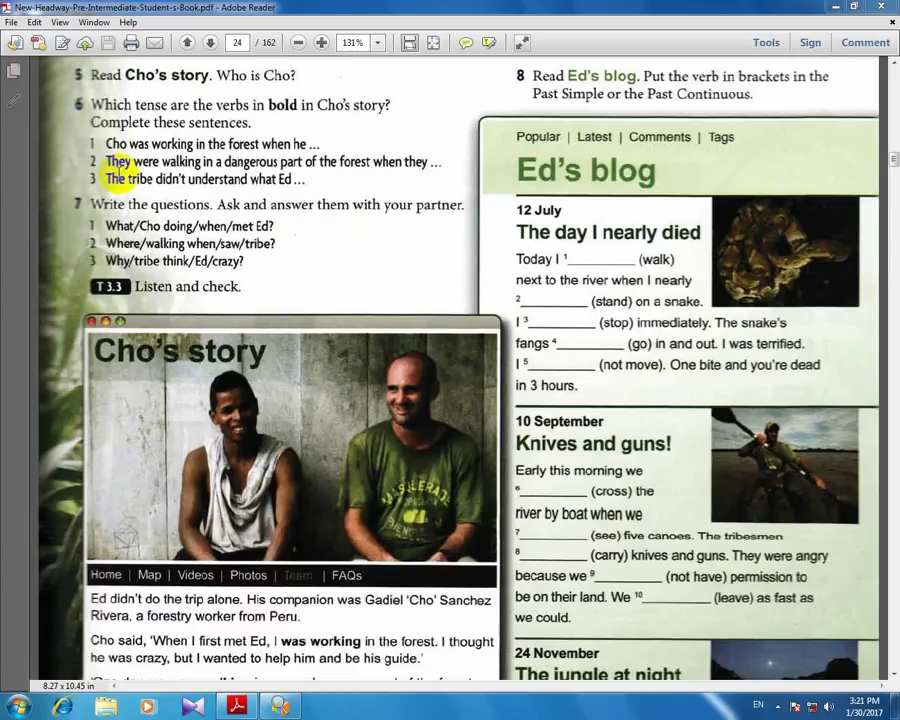 New-Headway-Pre-Intermediate-Student-s-Book.pdf - Adobe Reader
File Edit View Window Help
24 / 162 131%
Tools Sign Comment
5 Read Cho's story. Who is Cho?
6 Which tense are the verbs in bold in Cho's story?
Complete these sentences.
1 Cho was working in the forest when he ...
2 They were walking in a dangerous part of the forest when they ...
3 The tribe didn't understand what Ed ...
7 Write the questions. Ask and answer them with your partner.
1 What/Cho doing/when/met Ed?
2 Where/walking when/saw/tribe?
3 Why/tribe think/Ed/crazy?
T 3.3 Listen and check.
Cho's story
Home | Map | Videos | Photos | Team | FAQs
Ed didn't do the trip alone. His companion was Gadiel 'Cho' Sanchez
Rivera, a forestry worker from Peru.
Cho said, 'When I first met Ed, I was working in the forest. I thought
he was crazy, but I wanted to help him and be his guide.'
8 Read Ed's blog. Put the verb in brackets in the
Past Simple or the Past Continuous.
Popular | Latest | Comments | Tags
Ed's blog
12 July
The day I nearly died
Today I 1__________ (walk)
next to the river when I nearly
2__________ (stand) on a snake.
I 3__________ (stop) immediately. The snake's
fangs 4__________ (go) in and out. I was terrified.
I 5__________ (not move). One bite and you're dead
in 3 hours.
10 September
Knives and guns!
Early this morning we
6__________ (cross) the
river by boat when we
7__________ (see) five canoes. The tribesmen
8__________ (carry) knives and guns. They were angry
because we 9__________ (not have) permission to
be on their land. We 10__________ (leave) as fast as
we could.
24 November
The jungle at night
8.27 x 10.45 in
EN
3:21 PM
1/30/2017